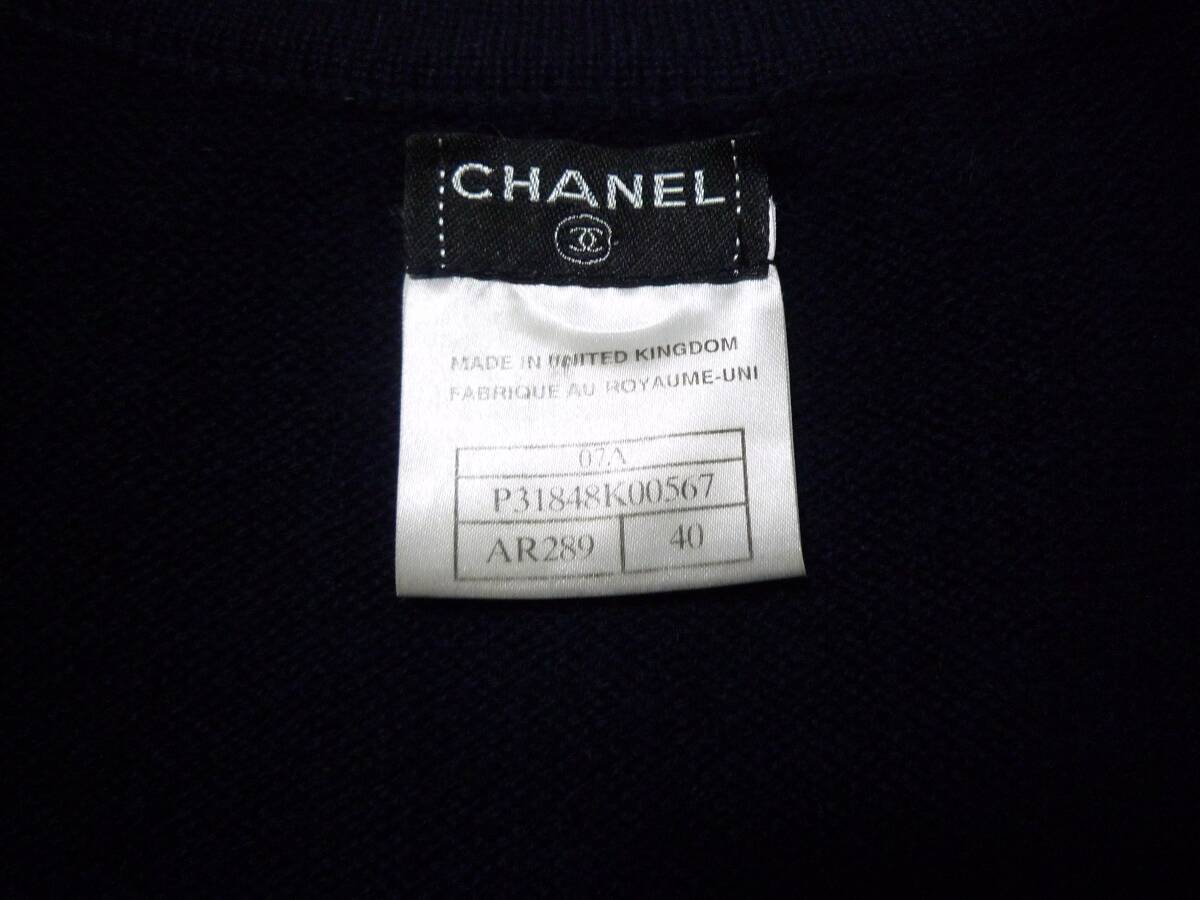 CHANEL
MADE IN UNITED KINGDOM
FABRIQUE AU ROYAUME-UNI
07A
P31848K00567
AR289 40